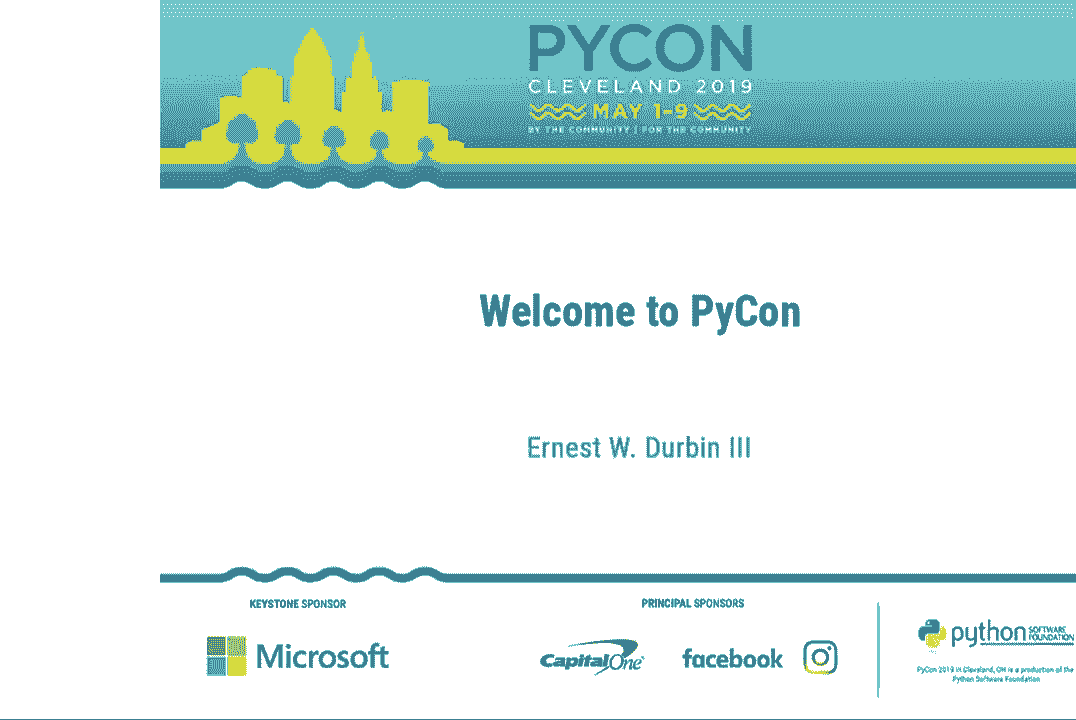 PYCON
CLEVELAND 2019
MAY 1-9
BY THE COMMUNITY | FOR THE COMMUNITY
Welcome to PyCon
Ernest W. Durbin III
KEYSTONE SPONSOR
PRINCIPAL SPONSORS
Microsoft
Capital One
facebook
python SOFTWARE FOUNDATION
PyCon 2019 in Cleveland, OH is a production of the
Python Software Foundation